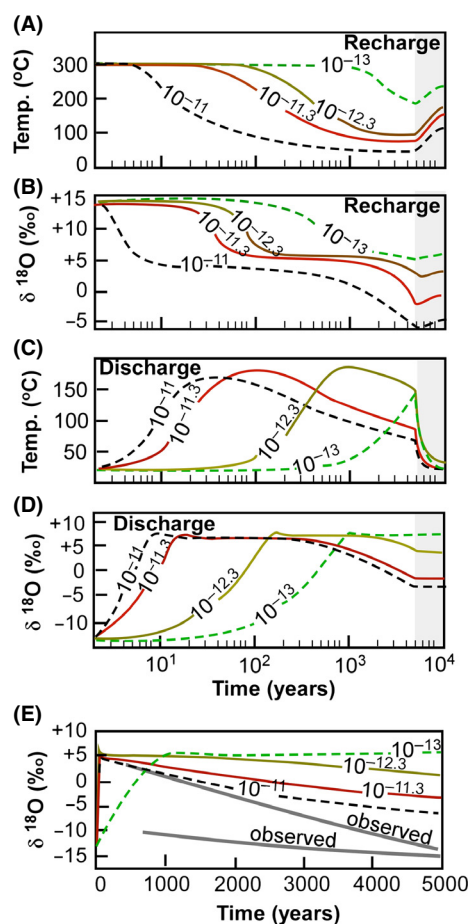 (A)
Recharge
Temp. (ºC)
300
200
100
0
10⁻¹³
10⁻¹²·³
10⁻¹¹·³
10⁻¹¹
(B)
Recharge
δ ¹⁸O (‰)
+15
+10
+5
0
−5
10⁻¹³
10⁻¹²·³
10⁻¹¹·³
10⁻¹¹
(C)
Discharge
Temp. (ºC)
150
100
50
10⁻¹¹
10⁻¹¹·³
10⁻¹²·³
10⁻¹³
(D)
Discharge
δ ¹⁸O (‰)
+10
+5
0
−5
−10
10⁻¹¹
10⁻¹¹·³
10⁻¹²·³
10⁻¹³
10¹ 10² 10³ 10⁴
Time (years)
(E)
δ ¹⁸O (‰)
+10
+5
0
−5
−10
−15
10⁻¹³
10⁻¹²·³
10⁻¹¹·³
10⁻¹¹
observed
observed
0 1000 2000 3000 4000 5000
Time (years)